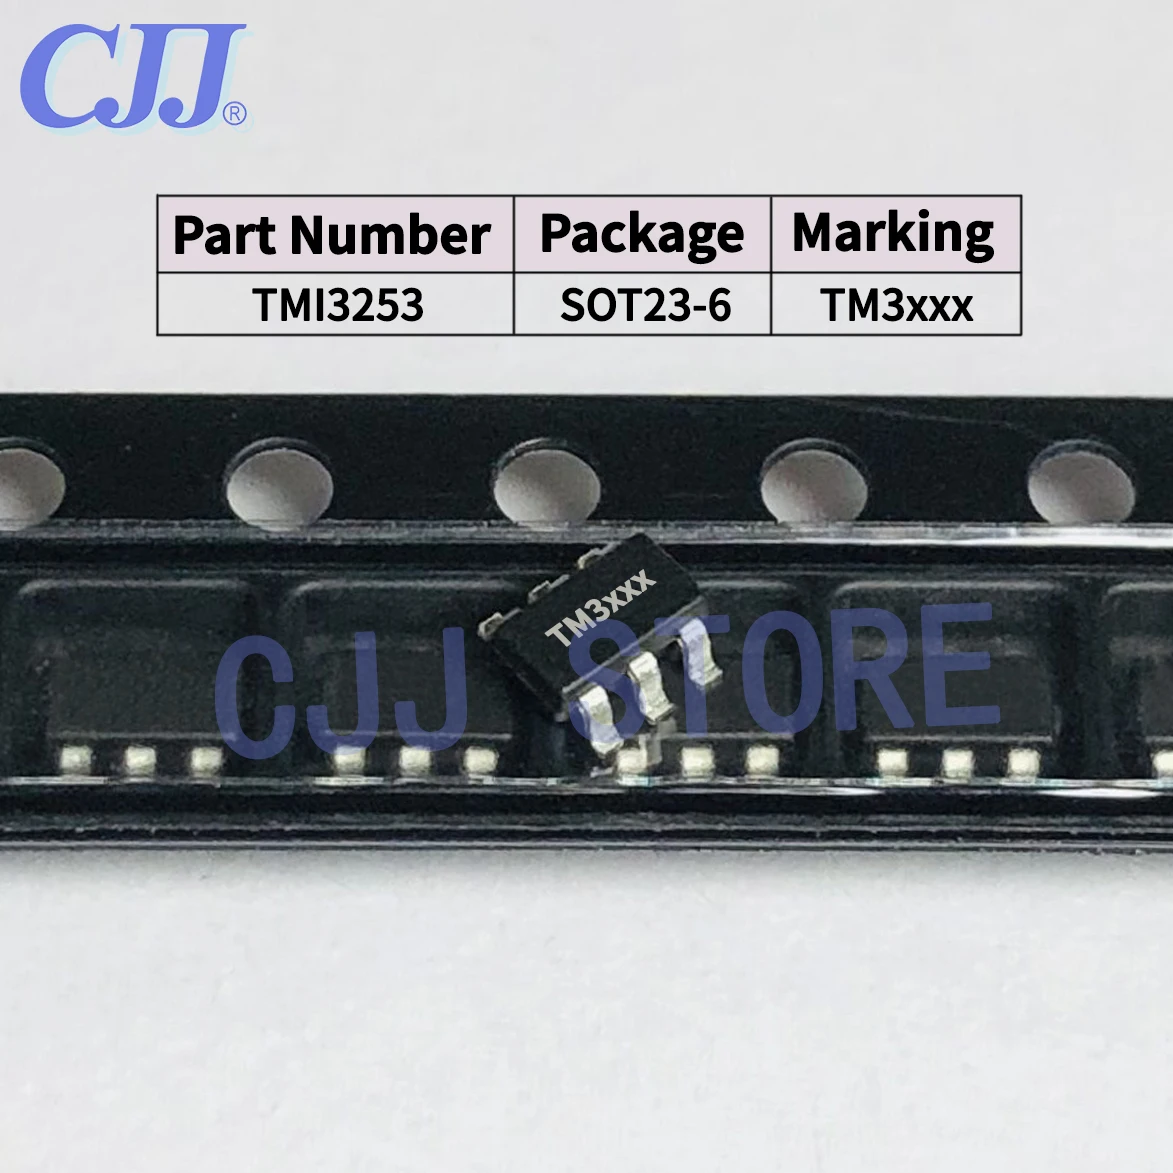 CJJ®
Part Number Package Marking
TMI3253 SOT23-6 TM3xxx
TM3xxx
CJJ STORE